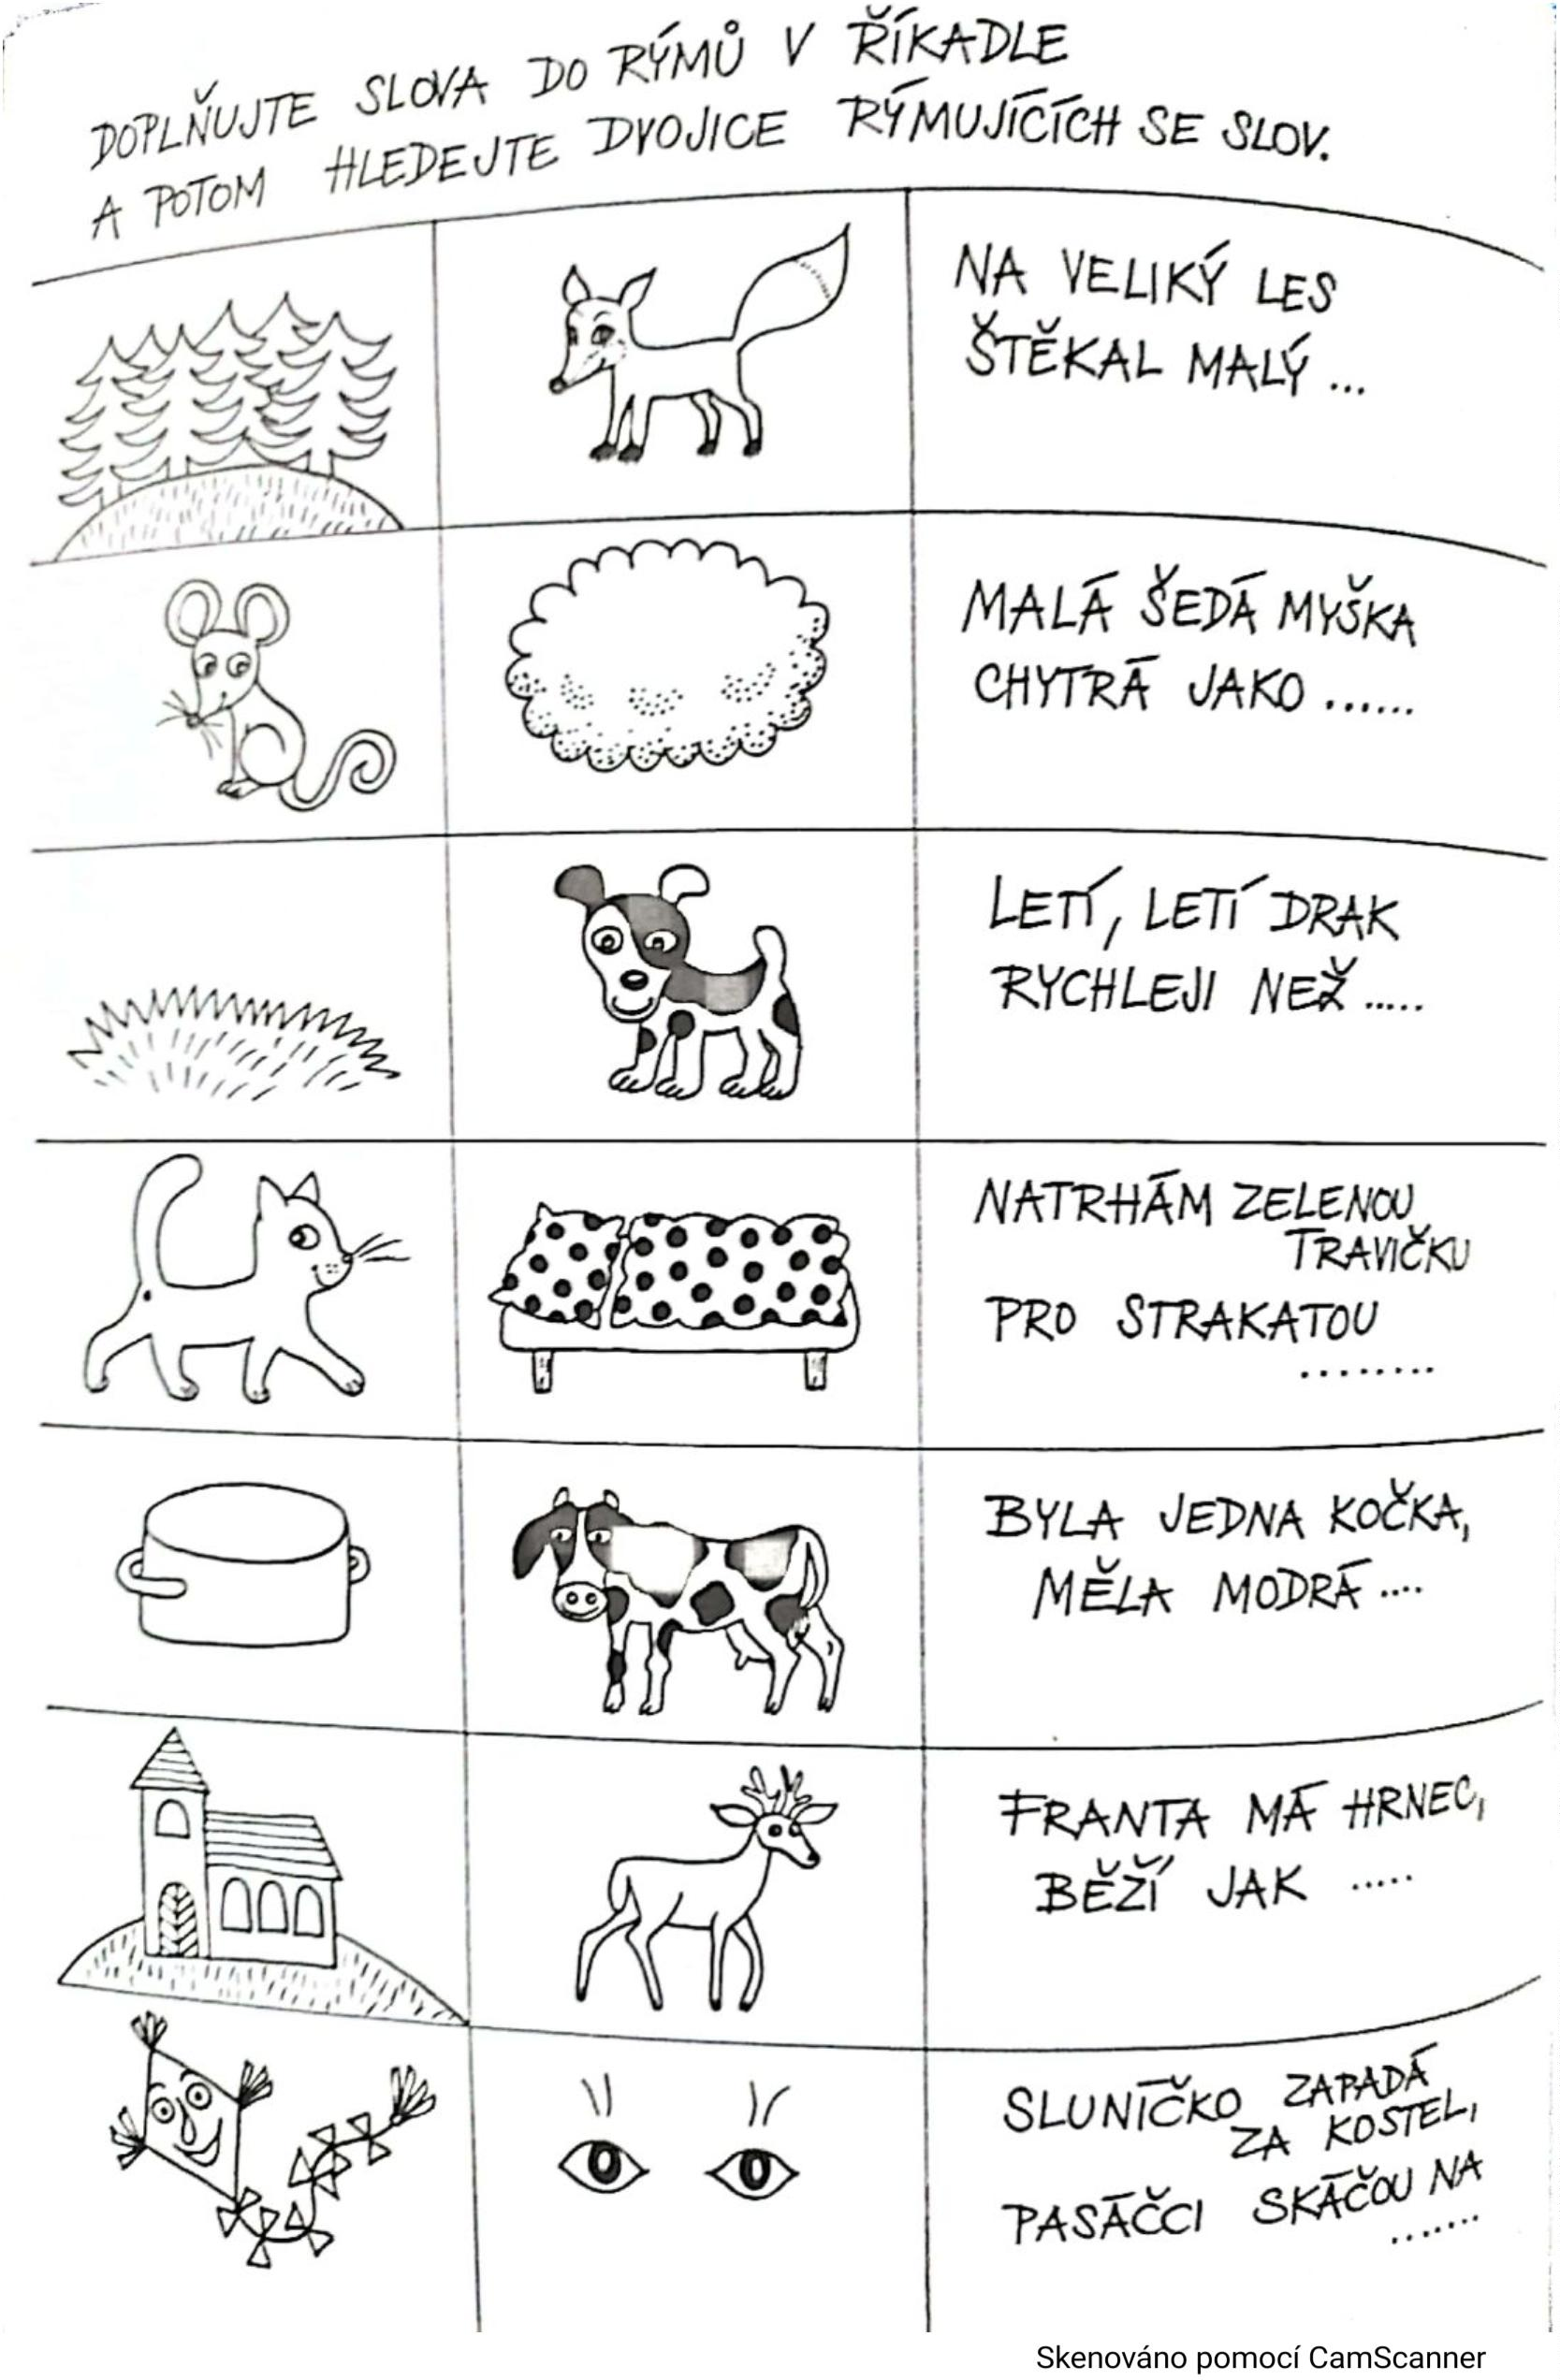 DOPLŇUJTE SLOVA DO RÝMŮ V ŘÍKADLE
A POTOM HLEDEJTE DVOJICE RÝMUJÍCÍCH SE SLOV.
NA VELIKÝ LES
ŠTĚKAL MALÝ ...
MALÁ ŠEDÁ MYŠKA
CHYTRÁ JAKO ......
LETÍ, LETÍ DRAK
RYCHLEJI NEŽ .....
NATRHÁM ZELENOU
TRAVIČKU
PRO STRAKATOU
........
BYLA JEDNA KOČKA,
MĚLA MODRÁ ....
FRANTA MÁ HRNEC,
BĚŽÍ JAK .....
SLUNÍČKO ZAPADÁ
ZA KOSTEL,
PASÁČCI SKÁČOU NA
.......
Skenováno pomocí CamScanner